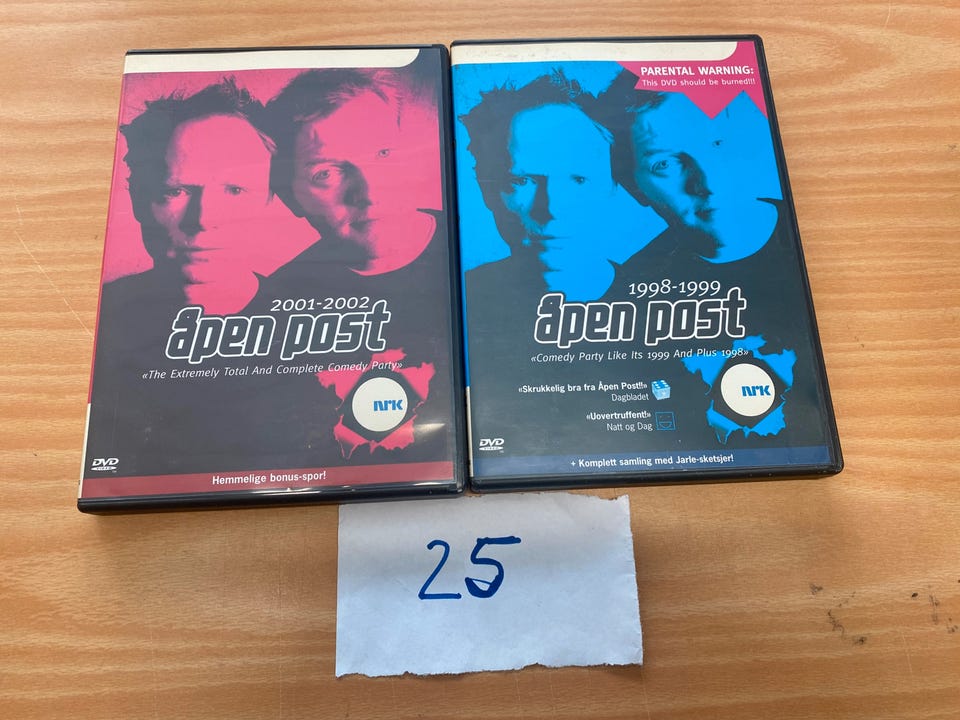 2001-2002
åpen post
«The Extremely Total And Complete Comedy Party»
NRK
DVD
VIDEO
Hemmelige bonus-spor!
PARENTAL WARNING:
This DVD should be burned!!!
1998-1999
åpen post
«Comedy Party Like Its 1999 And Plus 1998»
«Skrukkelig bra fra Åpen Post!!»
Dagbladet
«Uovertruffent!»
Natt og Dag
NRK
DVD
VIDEO
+ Komplett samling med Jarle-sketsjer!
25